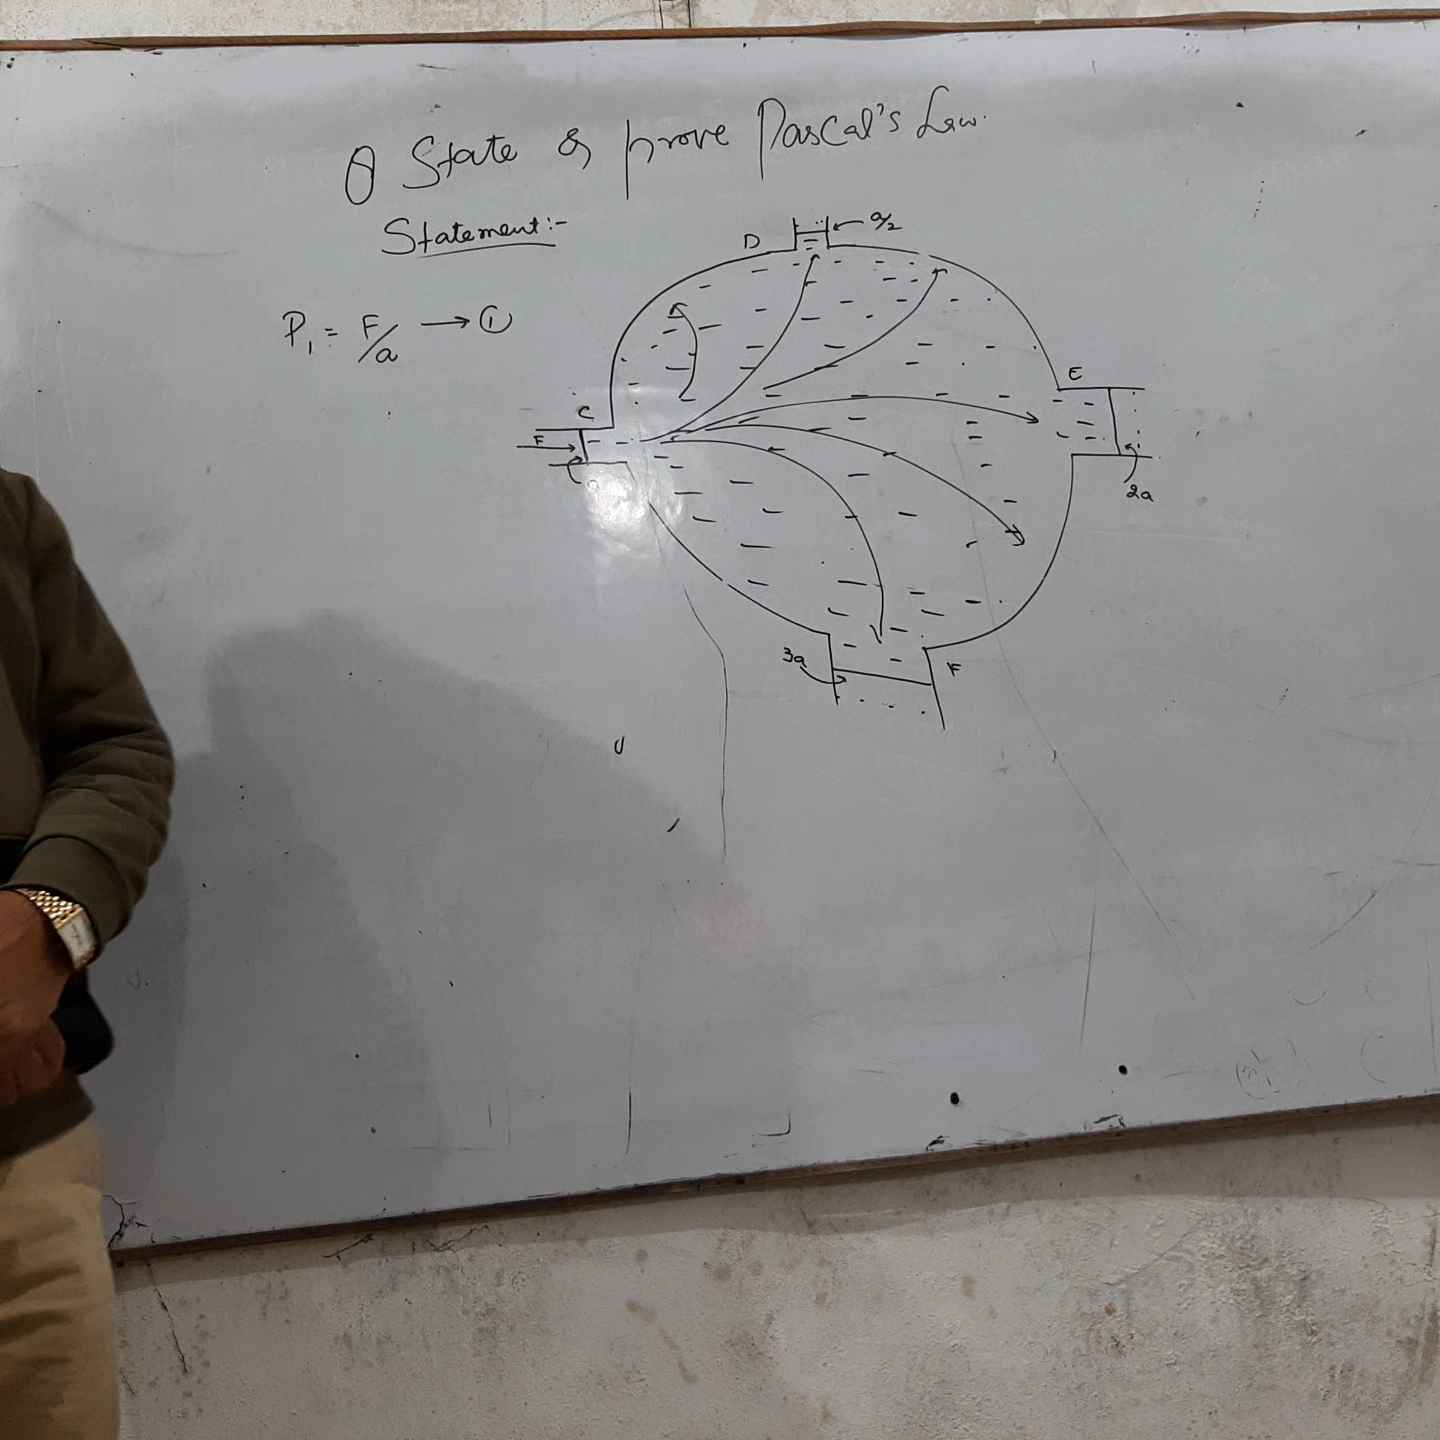 Q State & prove Pascal's Law.
Statement:-
P₁ = F/a → ①
D
a/2
E
C
F
a
2a
3a
F